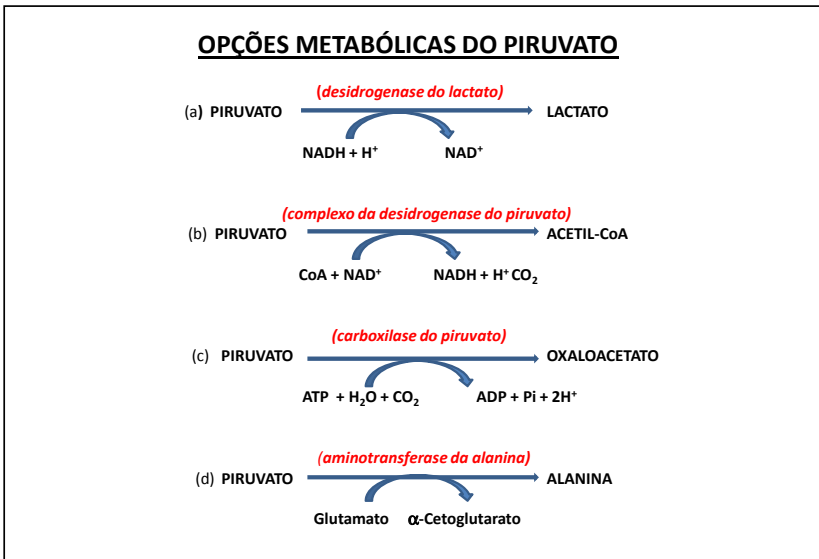 OPÇÕES METABÓLICAS DO PIRUVATO
(desidrogenase do lactato)
(a) PIRUVATO LACTATO
NADH + H⁺ NAD⁺
(complexo da desidrogenase do piruvato)
(b) PIRUVATO ACETIL-CoA
CoA + NAD⁺ NADH + H⁺ CO₂
(carboxilase do piruvato)
(c) PIRUVATO OXALOACETATO
ATP + H₂O + CO₂ ADP + Pi + 2H⁺
(aminotransferase da alanina)
(d) PIRUVATO ALANINA
Glutamato α-Cetoglutarato